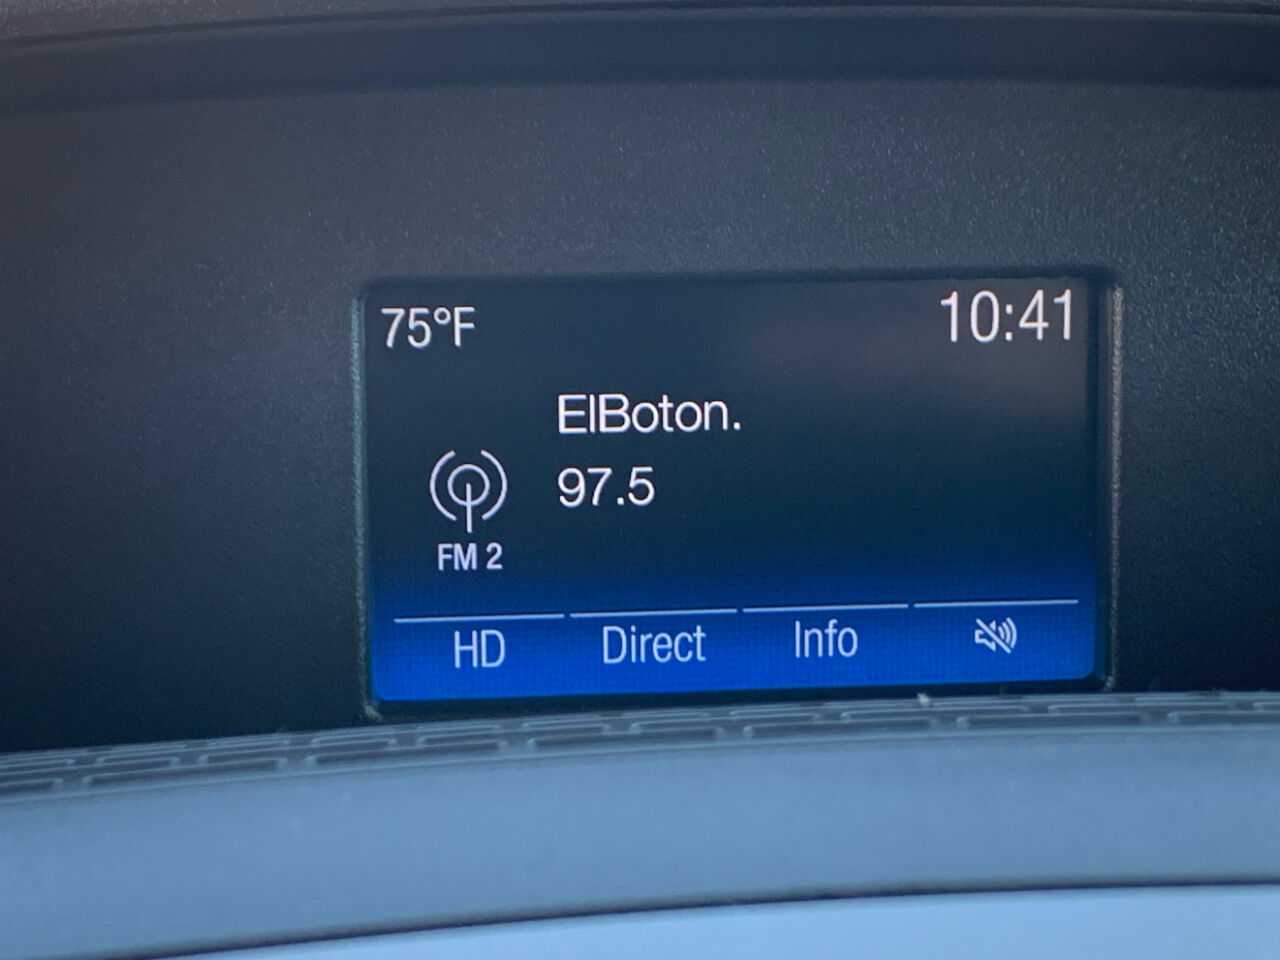 75°F
10:41
ElBoton.
97.5
FM 2
HD
Direct
Info